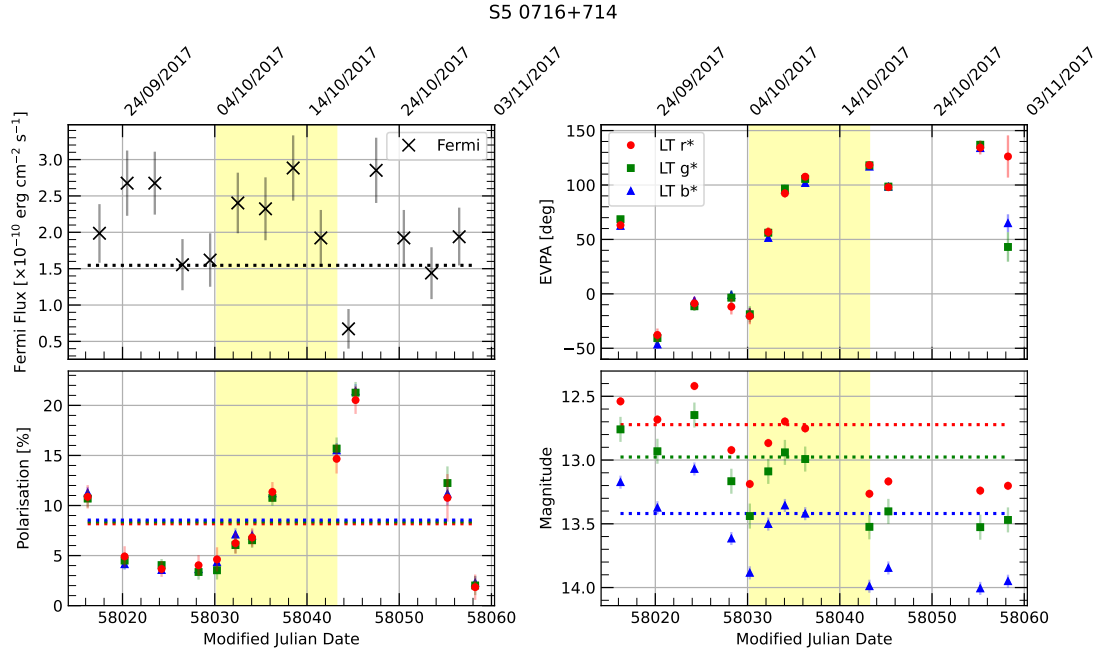 S5 0716+714
24/09/2017 04/10/2017 14/10/2017 24/10/2017 03/11/2017
24/09/2017 04/10/2017 14/10/2017 24/10/2017 03/11/2017
Fermi Flux [×10⁻¹⁰ erg cm⁻² s⁻¹]
3.0
2.5
2.0
1.5
1.0
0.5
Fermi
EVPA [deg]
150
100
50
0
−50
LT r*
LT g*
LT b*
Polarisation [%]
20
15
10
5
0
58020 58030 58040 58050 58060
Modified Julian Date
Magnitude
12.5
13.0
13.5
14.0
58020 58030 58040 58050 58060
Modified Julian Date